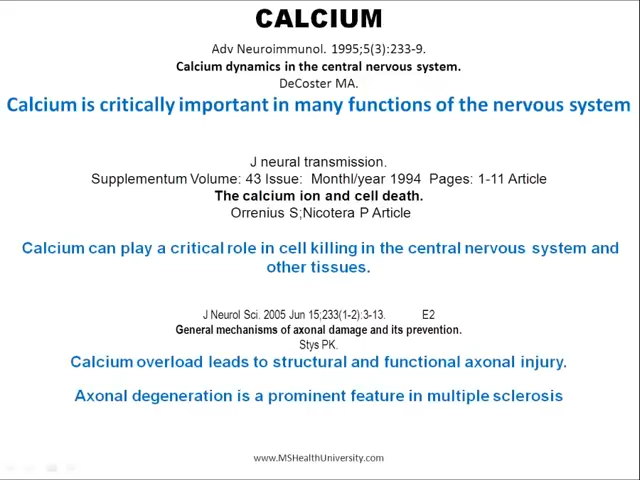 CALCIUM
Adv Neuroimmunol. 1995;5(3):233-9.
Calcium dynamics in the central nervous system.
DeCoster MA.
Calcium is critically important in many functions of the nervous system
J neural transmission.
Supplementum Volume: 43 Issue: Monthl/year 1994 Pages: 1-11 Article
The calcium ion and cell death.
Orrenius S;Nicotera P Article
Calcium can play a critical role in cell killing in the central nervous system and
other tissues.
J Neurol Sci. 2005 Jun 15;233(1-2):3-13. E2
General mechanisms of axonal damage and its prevention.
Stys PK.
Calcium overload leads to structural and functional axonal injury.
Axonal degeneration is a prominent feature in multiple sclerosis
www.MSHealthUniversity.com